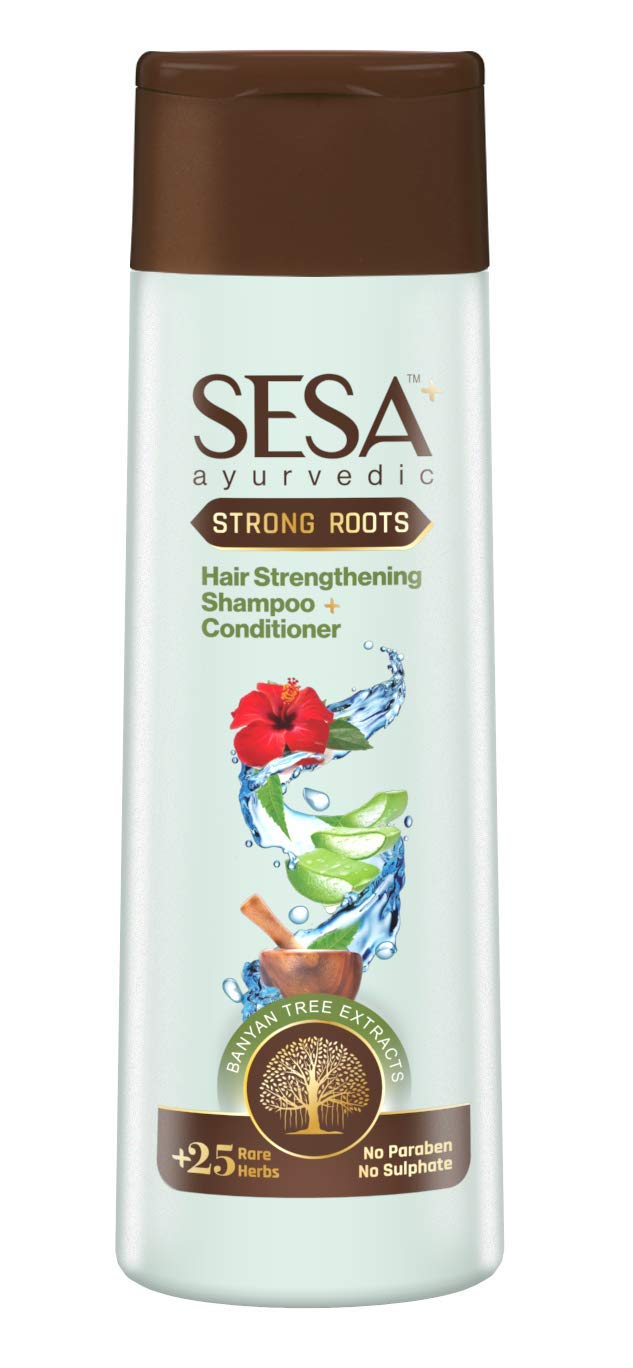 SESA™+
ayurvedic
STRONG ROOTS
Hair Strengthening
Shampoo +
Conditioner
BANYAN TREE EXTRACTS
+25 Rare
Herbs
No Paraben
No Sulphate